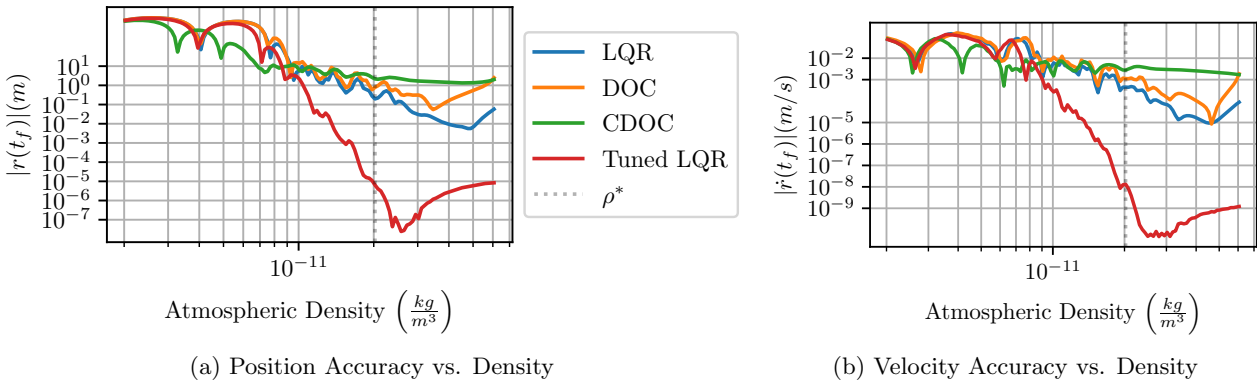 10^1
10^0
10^-1
10^-2
10^-3
10^-4
10^-5
10^-6
10^-7
|r(t_f)|(m)
10^-11
Atmospheric Density (kg/m^3)
(a) Position Accuracy vs. Density
LQR
DOC
CDOC
Tuned LQR
ρ*
10^-2
10^-3
10^-5
10^-7
10^-8
10^-9
|ṙ(t_f)|(m/s)
10^-11
Atmospheric Density (kg/m^3)
(b) Velocity Accuracy vs. Density